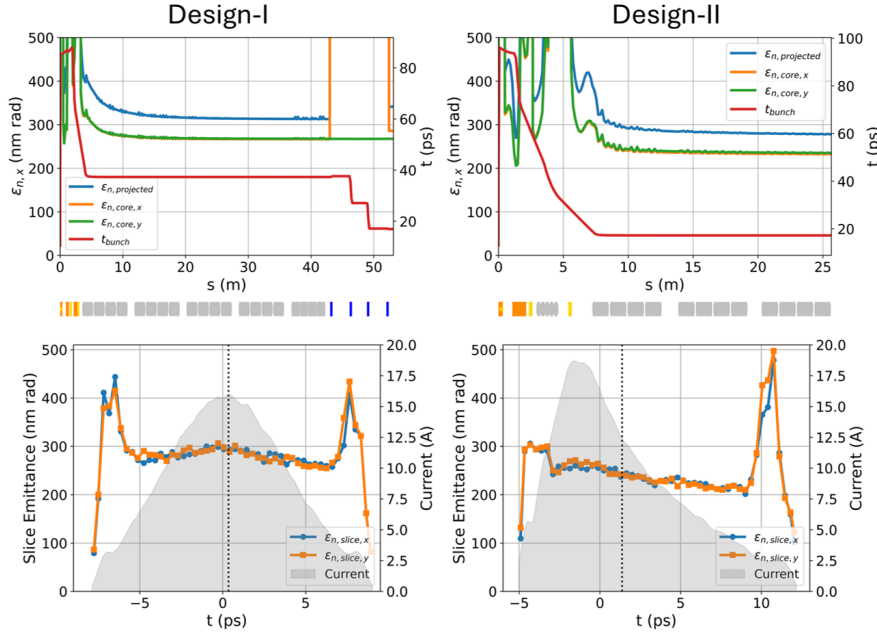 Design-I
Design-II
500
400
300
200
100
0
ε_{n,x} (nm rad)
0 10 20 30 40 50
s (m)
80
60
40
20
t (ps)
ε_{n,projected}
ε_{n,core,x}
ε_{n,core,y}
t_{bunch}
500
400
300
200
100
0
0 5 10 15 20 25
s (m)
100
80
60
40
20
t (ps)
ε_{n,projected}
ε_{n,core,x}
ε_{n,core,y}
t_{bunch}
500
400
300
200
100
0
Slice Emittance (nm rad)
−5 0 5
t (ps)
20.0
17.5
15.0
12.5
10.0
7.5
5.0
2.5
0.0
Current (A)
ε_{n,slice,x}
ε_{n,slice,y}
Current
500
400
300
200
100
0
Slice Emittance (nm rad)
−5 0 5 10
t (ps)
20.0
17.5
15.0
12.5
10.0
7.5
5.0
2.5
0.0
Current (A)
ε_{n,slice,x}
ε_{n,slice,y}
Current